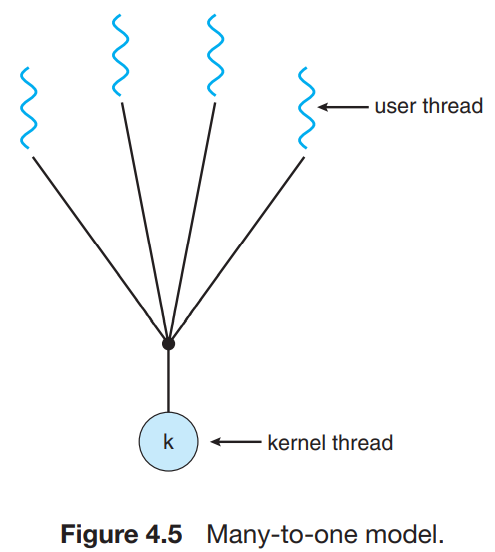 user thread
k
kernel thread
Figure 4.5 Many-to-one model.